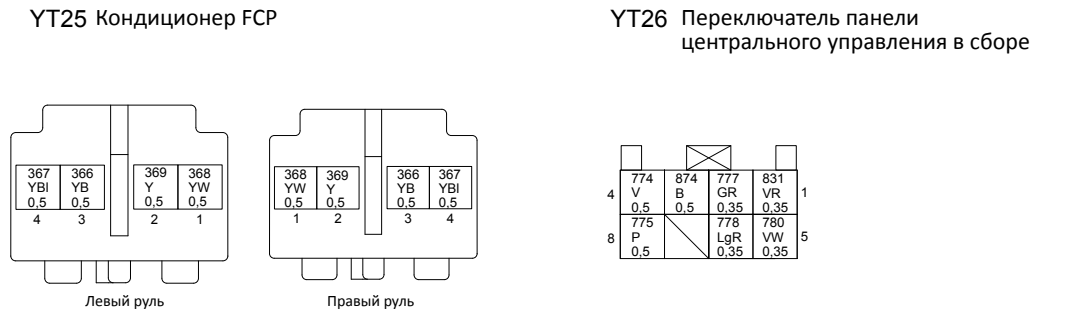 YT25 Кондиционер FCP
YT26 Переключатель панели
центрального управления в сборе
367 366 369 368
YBl YB Y YW
0,5 0,5 0,5 0,5
4 3 2 1
Левый руль
368 369 366 367
YW Y YB YBl
0,5 0,5 0,5 0,5
1 2 3 4
Правый руль
774 874 777 831
4 V B GR VR 1
0,5 0,5 0,35 0,35
775 778 780
8 P LgR VW 5
0,5 0,35 0,35